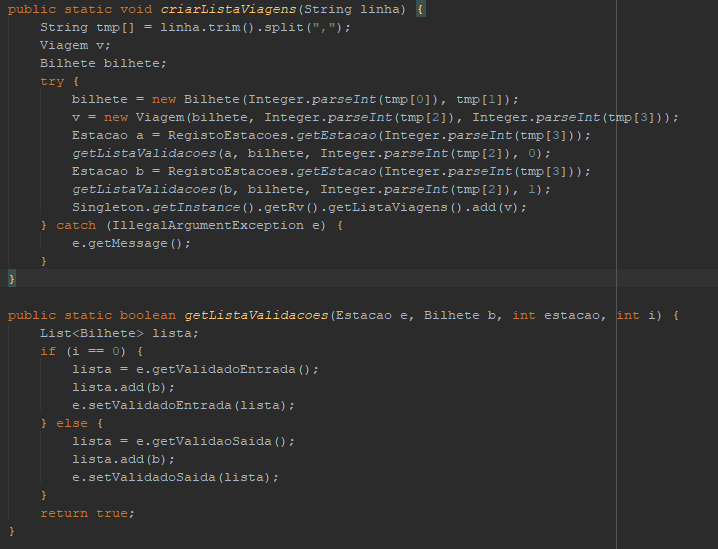 public static void criarListaViagens(String linha) {
String tmp[] = linha.trim().split(",");
Viagem v;
Bilhete bilhete;
try {
bilhete = new Bilhete(Integer.parseInt(tmp[0]), tmp[1]);
v = new Viagem(bilhete, Integer.parseInt(tmp[2]), Integer.parseInt(tmp[3]));
Estacao a = RegistoEstacoes.getEstacao(Integer.parseInt(tmp[3]));
getListaValidacoes(a, bilhete, Integer.parseInt(tmp[2]), 0);
Estacao b = RegistoEstacoes.getEstacao(Integer.parseInt(tmp[3]));
getListaValidacoes(b, bilhete, Integer.parseInt(tmp[2]), 1);
Singleton.getInstance().getRv().getListaViagens().add(v);
} catch (IllegalArgumentException e) {
e.getMessage();
}
}
public static boolean getListaValidacoes(Estacao e, Bilhete b, int estacao, int i) {
List<Bilhete> lista;
if (i == 0) {
lista = e.getValidadoEntrada();
lista.add(b);
e.setValidadoEntrada(lista);
} else {
lista = e.getValidaoSaida();
lista.add(b);
e.setValidadoSaida(lista);
}
return true;
}